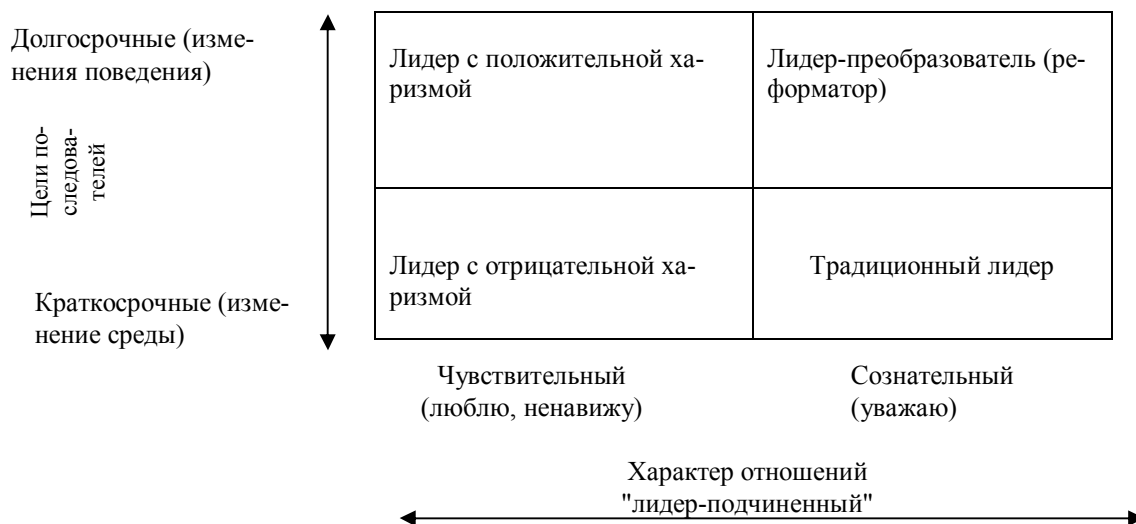 Долгосрочные (изме-
нения поведения)
Цели по-
следова-
телей
Краткосрочные (изме-
нение среды)
Лидер с положительной ха-
ризмой
Лидер-преобразователь (ре-
форматор)
Лидер с отрицательной ха-
ризмой
Традиционный лидер
Чувствительный
(люблю, ненавижу)
Сознательный
(уважаю)
Характер отношений
"лидер-подчиненный"